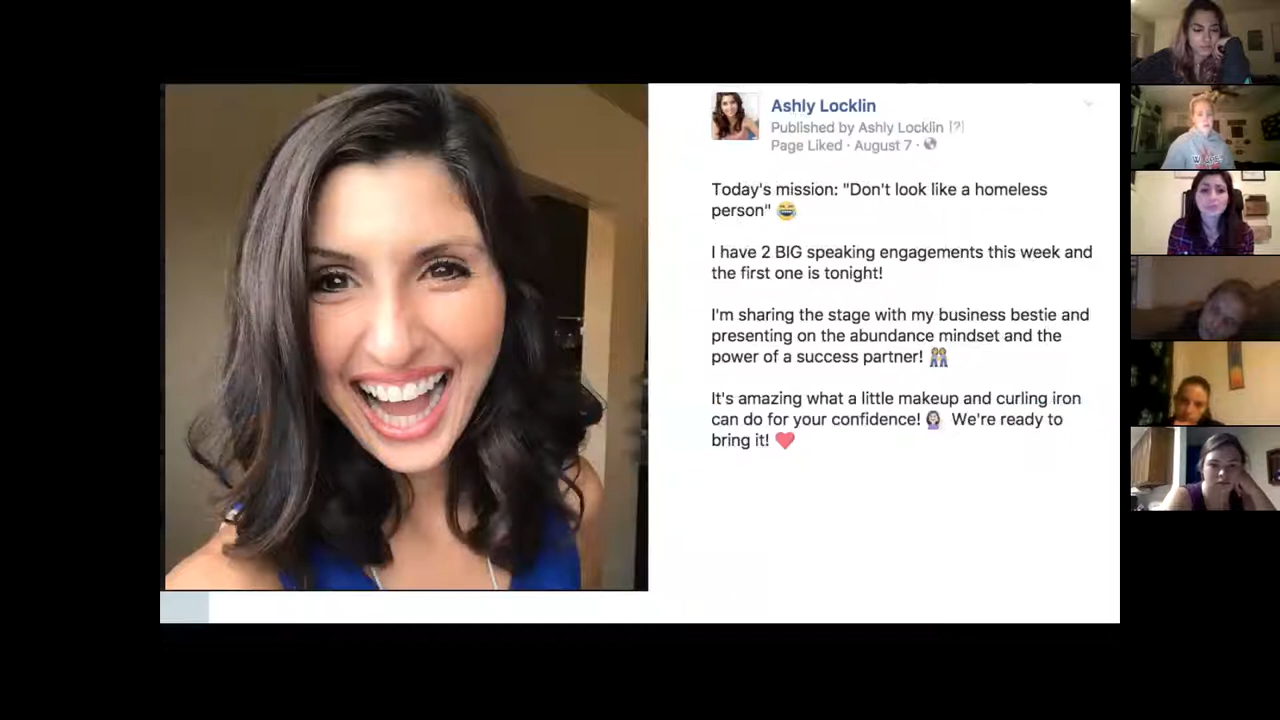 Ashly Locklin
Published by Ashly Locklin [?]
Page Liked · August 7 ·
Today's mission: "Don't look like a homeless
person" 😂
I have 2 BIG speaking engagements this week and
the first one is tonight!
I'm sharing the stage with my business bestie and
presenting on the abundance mindset and the
power of a success partner! 👯
It's amazing what a little makeup and curling iron
can do for your confidence! 💁🏻 We're ready to
bring it! ❤️